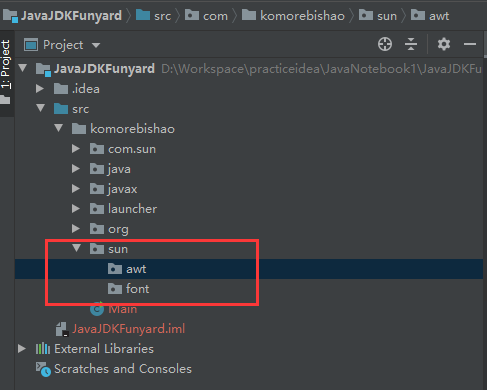 JavaJDKFunyard src com komorebishao sun awt
1: Project
Project
JavaJDKFunyard D:\Workspace\practiceidea\JavaNotebook1\JavaJDKFu
.idea
src
komorebishao
com.sun
java
javax
launcher
org
sun
awt
font
Main
JavaJDKFunyard.iml
External Libraries
Scratches and Consoles